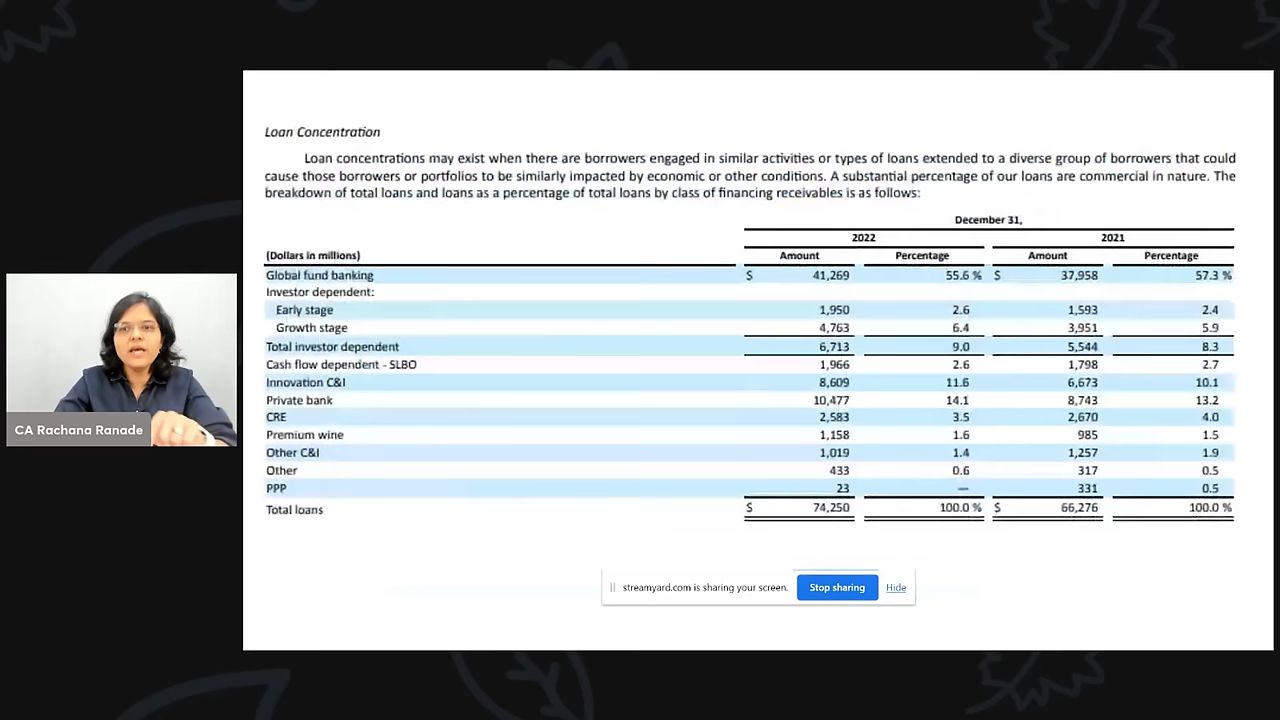 Loan Concentration
Loan concentrations may exist when there are borrowers engaged in similar activities or types of loans extended to a diverse group of borrowers that could
cause those borrowers or portfolios to be similarly impacted by economic or other conditions. A substantial percentage of our loans are commercial in nature. The
breakdown of total loans and loans as a percentage of total loans by class of financing receivables is as follows:
December 31,
2022 2021
(Dollars in millions) Amount Percentage Amount Percentage
Global fund banking $ 41,269 55.6 % $ 37,958 57.3 %
Investor dependent:
Early stage 1,950 2.6 1,593 2.4
Growth stage 4,763 6.4 3,951 5.9
Total investor dependent 6,713 9.0 5,544 8.3
Cash flow dependent - SLBO 1,966 2.6 1,798 2.7
Innovation C&I 8,609 11.6 6,673 10.1
Private bank 10,477 14.1 8,743 13.2
CRE 2,583 3.5 2,670 4.0
Premium wine 1,158 1.6 985 1.5
Other C&I 1,019 1.4 1,257 1.9
Other 433 0.6 317 0.5
PPP 23 — 331 0.5
Total loans $ 74,250 100.0 % $ 66,276 100.0 %
CA Rachana Ranade
streamyard.com is sharing your screen. Stop sharing Hide